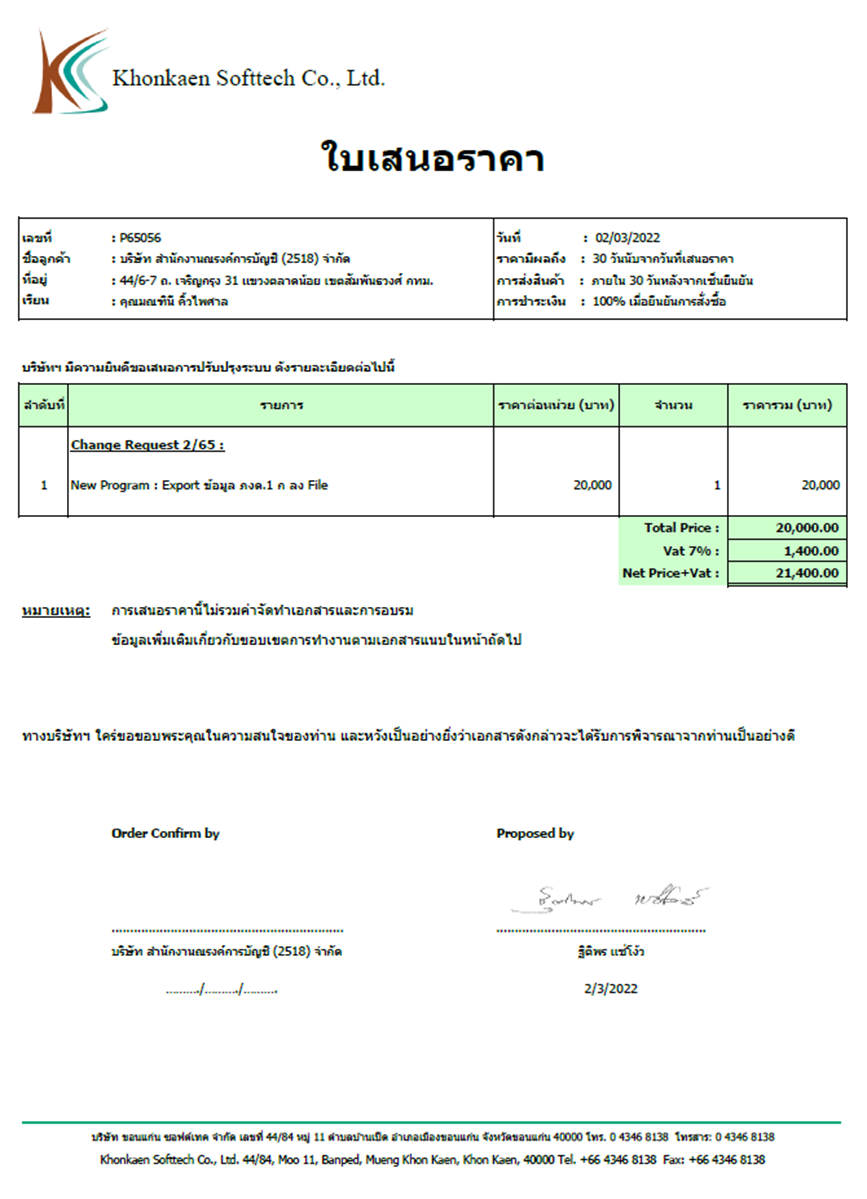 Khonkaen Softtech Co., Ltd.
ใบเสนอราคา
เลขที่ : P65056 วันที่ : 02/03/2022
ชื่อลูกค้า : บริษัท สำนักงานณรงค์การบัญชี (2518) จำกัด ราคามีผลถึง : 30 วันนับจากวันที่เสนอราคา
ที่อยู่ : 44/6-7 ถ. เจริญกรุง 31 แขวงตลาดน้อย เขตสัมพันธวงศ์ กทม. การส่งสินค้า : ภายใน 30 วันหลังจากเซ็นยืนยัน
เรียน : คุณมณฑินี คิ้วไพศาล การชำระเงิน : 100% เมื่อยืนยันการสั่งซื้อ
บริษัทฯ มีความยินดีขอเสนอการปรับปรุงระบบ ดังรายละเอียดต่อไปนี้
ลำดับที่ รายการ ราคาต่อหน่วย (บาท) จำนวน ราคารวม (บาท)
Change Request 2/65 :
1 New Program : Export ข้อมูล ภงด.1 ก ลง File 20,000 1 20,000
Total Price : 20,000.00
Vat 7% : 1,400.00
Net Price+Vat : 21,400.00
หมายเหตุ: การเสนอราคานี้ไม่รวมค่าจัดทำเอกสารและการอบรม
ข้อมูลเพิ่มเติมเกี่ยวกับขอบเขตการทำงานตามเอกสารแนบในหน้าถัดไป
ทางบริษัทฯ ใคร่ขอขอบพระคุณในความสนใจของท่าน และหวังเป็นอย่างยิ่งว่าเอกสารดังกล่าวจะได้รับการพิจารณาจากท่านเป็นอย่างดี
Order Confirm by Proposed by
บริษัท สำนักงานณรงค์การบัญชี (2518) จำกัด ฐิติพร แซ่โง้ว
........./........./......... 2/3/2022
บริษัท ขอนแก่น ซอฟต์เทค จำกัด เลขที่ 44/84 หมู่ 11 ตำบลบ้านเป็ด อำเภอเมืองขอนแก่น จังหวัดขอนแก่น 40000 โทร. 0 4346 8138 โทรสาร: 0 4346 8138
Khonkaen Softtech Co., Ltd. 44/84, Moo 11, Banped, Mueng Khon Kaen, Khon Kaen, 40000 Tel. +66 4346 8138 Fax: +66 4346 8138